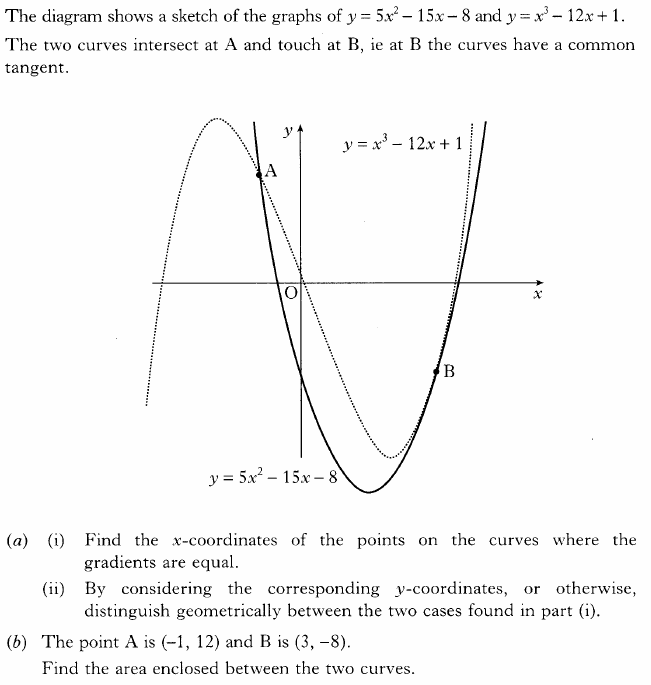 The diagram shows a sketch of the graphs of y = 5x² – 15x – 8 and y = x³ – 12x + 1.
The two curves intersect at A and touch at B, ie at B the curves have a common
tangent.
y
y = x³ – 12x + 1
A
O
x
B
y = 5x² – 15x – 8
(a) (i) Find the x-coordinates of the points on the curves where the
gradients are equal.
(ii) By considering the corresponding y-coordinates, or otherwise,
distinguish geometrically between the two cases found in part (i).
(b) The point A is (–1, 12) and B is (3, –8).
Find the area enclosed between the two curves.